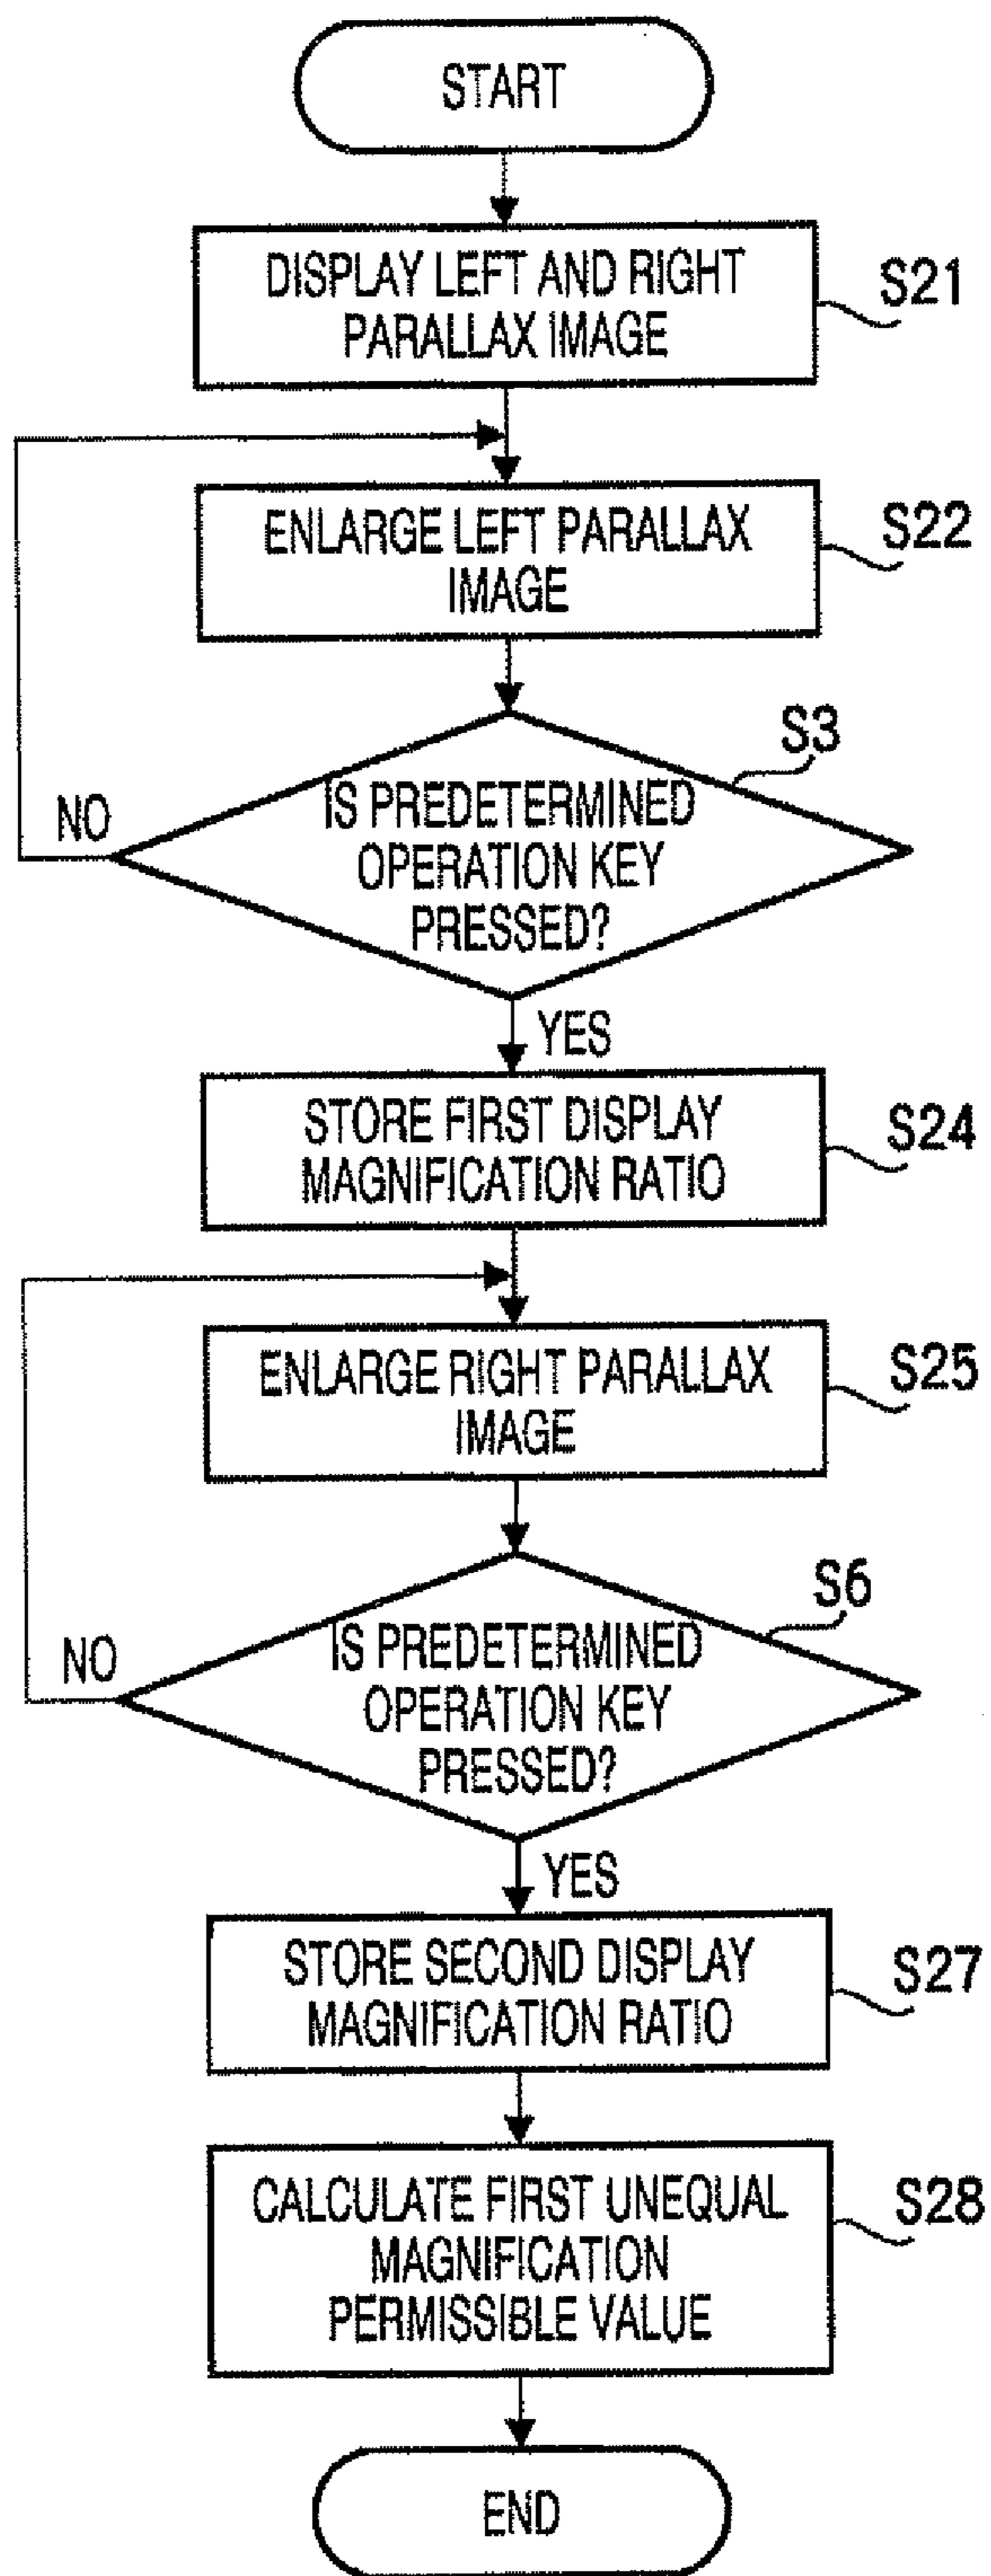 START
DISPLAY LEFT AND RIGHT
PARALLAX IMAGE
S21
ENLARGE LEFT PARALLAX
IMAGE
S22
IS PREDETERMINED
OPERATION KEY
PRESSED?
S3
NO
YES
STORE FIRST DISPLAY
MAGNIFICATION RATIO
S24
ENLARGE RIGHT PARALLAX
IMAGE
S25
IS PREDETERMINED
OPERATION KEY
PRESSED?
S6
NO
YES
STORE SECOND DISPLAY
MAGNIFICATION RATIO
S27
CALCULATE FIRST UNEQUAL
MAGNIFICATION
PERMISSIBLE VALUE
S28
END